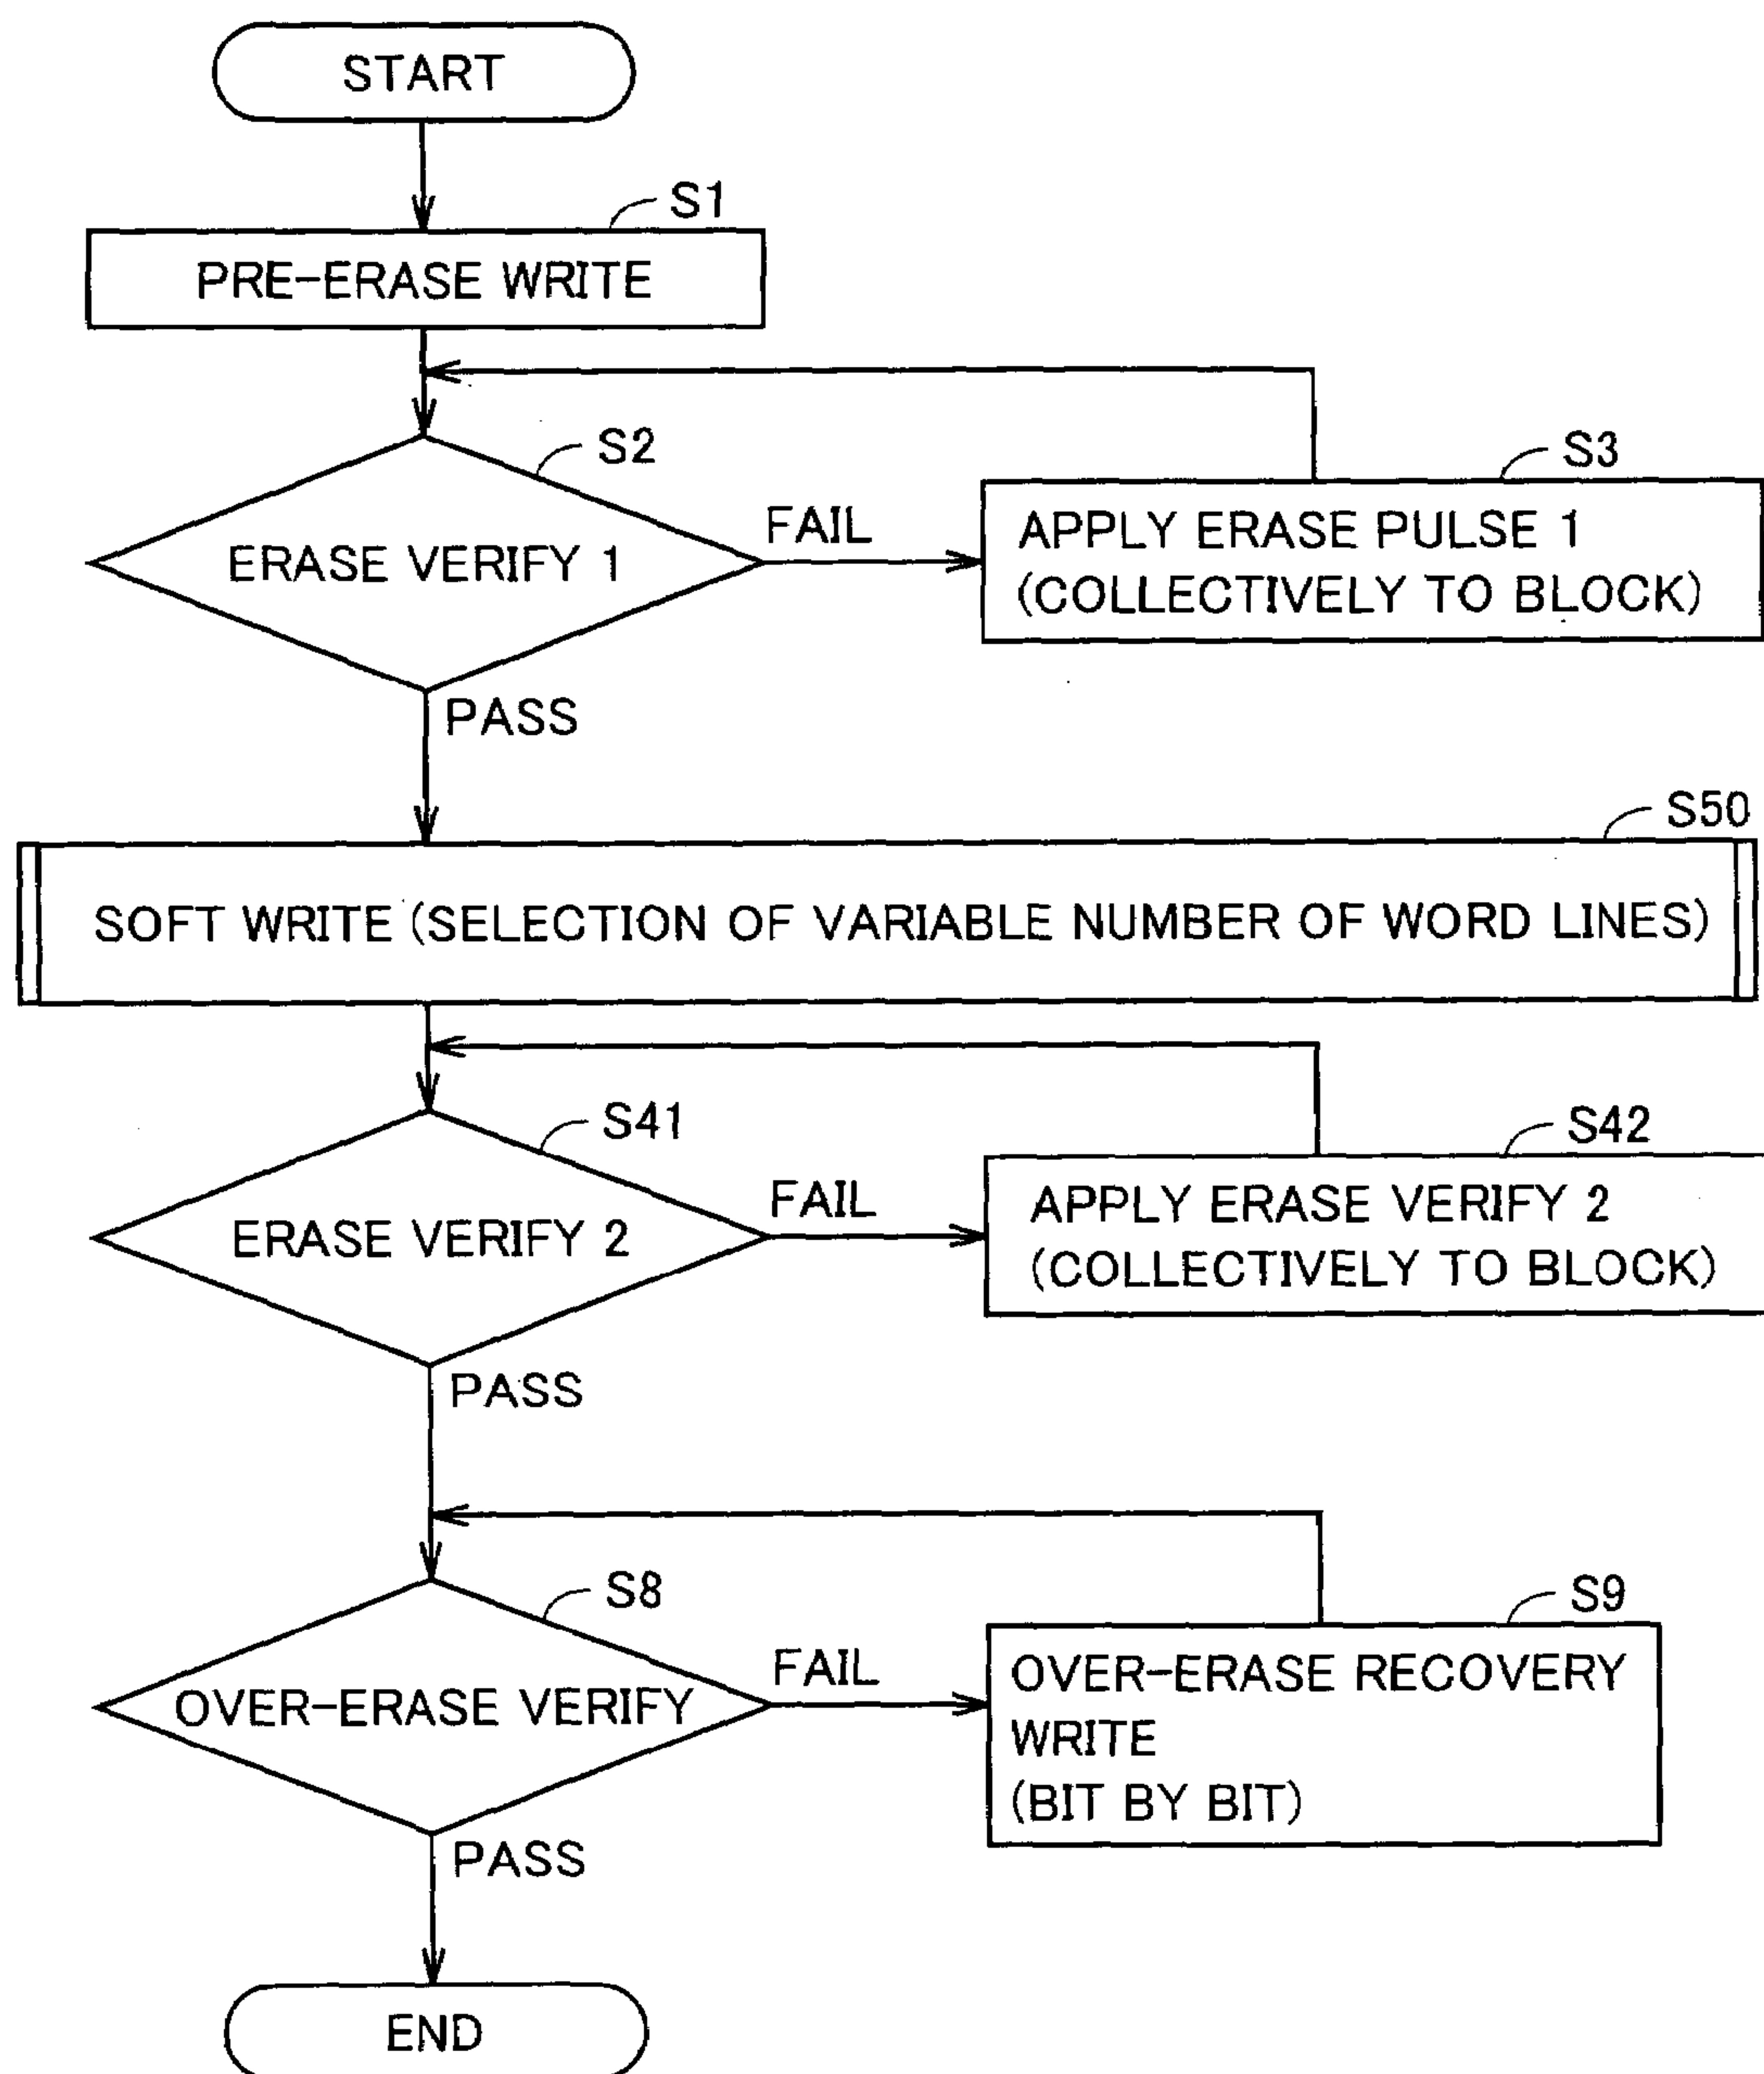 START
S1
PRE-ERASE WRITE
S2
ERASE VERIFY 1
FAIL
S3
APPLY ERASE PULSE 1
(COLLECTIVELY TO BLOCK)
PASS
S50
SOFT WRITE (SELECTION OF VARIABLE NUMBER OF WORD LINES)
S41
ERASE VERIFY 2
FAIL
S42
APPLY ERASE VERIFY 2
(COLLECTIVELY TO BLOCK)
PASS
S8
OVER-ERASE VERIFY
FAIL
S9
OVER-ERASE RECOVERY
WRITE
(BIT BY BIT)
PASS
END